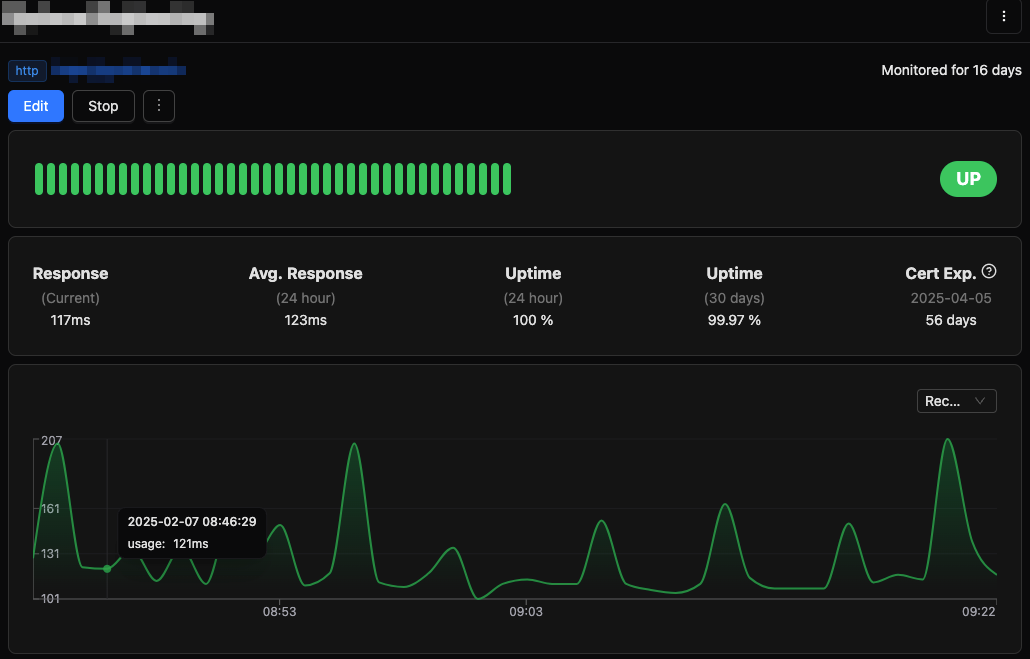 http
Monitored for 16 days
Edit
Stop
UP
Response
(Current)
117ms
Avg. Response
(24 hour)
123ms
Uptime
(24 hour)
100 %
Uptime
(30 days)
99.97 %
Cert Exp. ?
2025-04-05
56 days
Rec...
207
161
131
101
2025-02-07 08:46:29
usage: 121ms
08:53
09:03
09:22